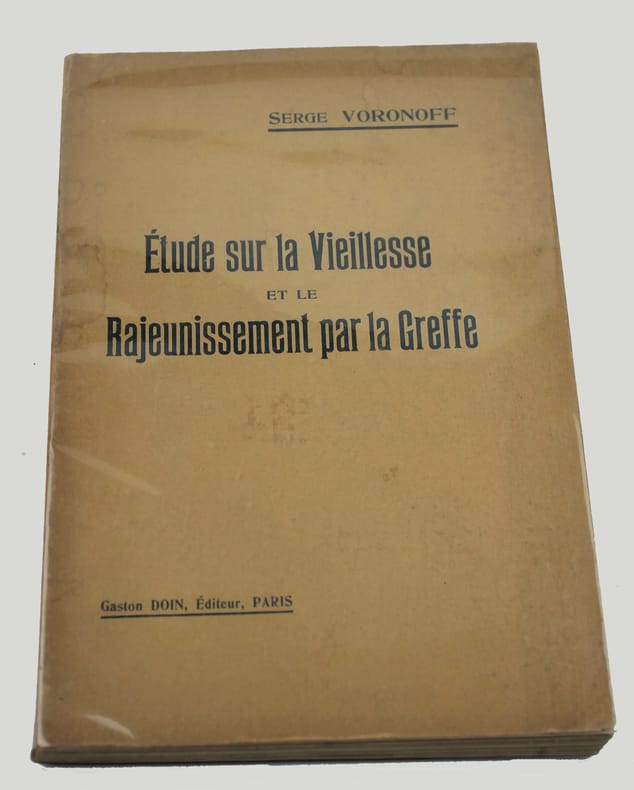 SERGE VORONOFF
Étude sur la Vieillesse
ET LE
Rajeunissement par la Greffe
Gaston DOIN, Éditeur, PARIS